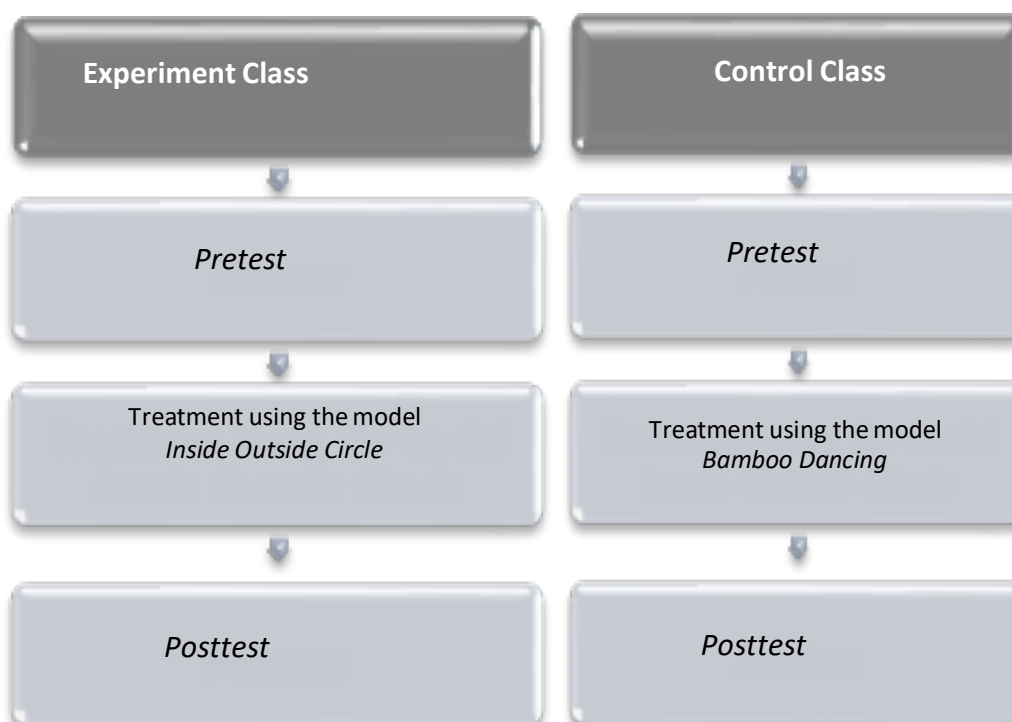 Experiment Class
Control Class
Pretest
Pretest
Treatment using the model
Inside Outside Circle
Treatment using the model
Bamboo Dancing
Posttest
Posttest